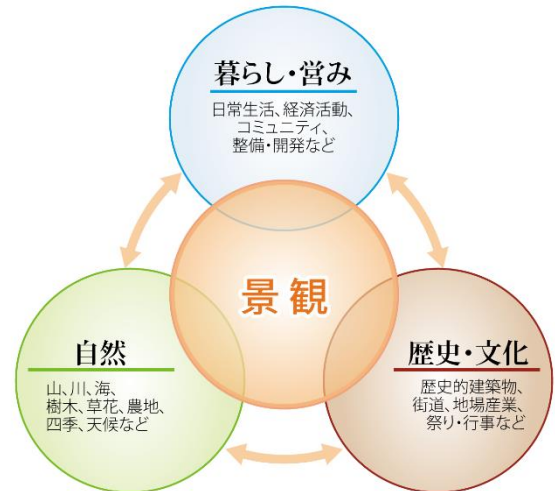 暮らし・営み
日常生活、経済活動、
コミュニティ、
整備・開発など
景観
自然
山、川、海、
樹木、草花、農地、
四季、天候など
歴史・文化
歴史的建築物、
街道、地場産業、
祭り・行事など